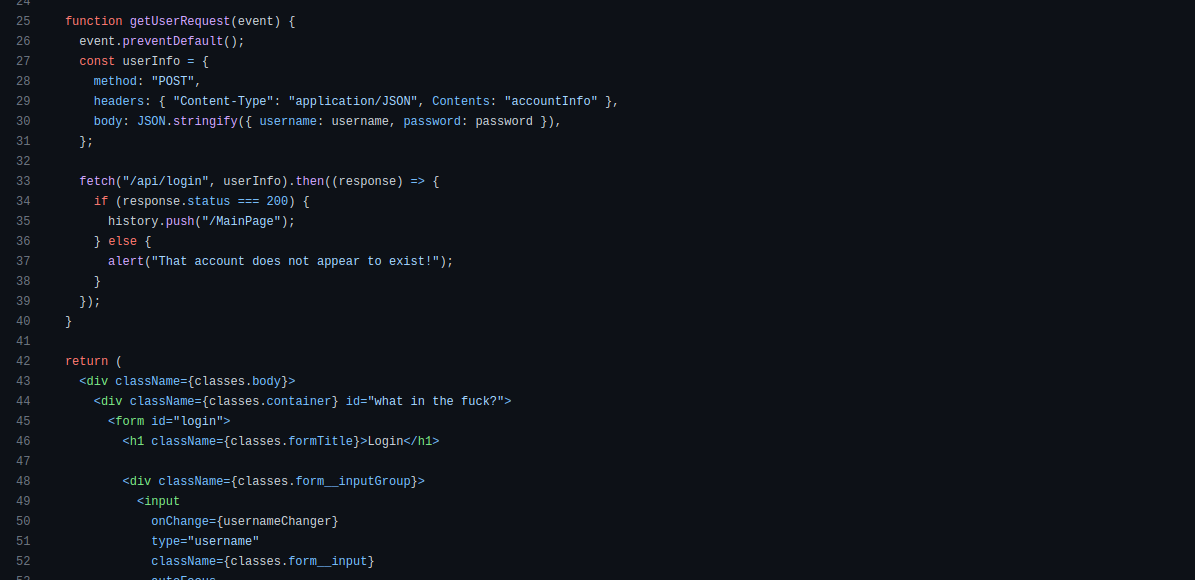 24
25 function getUserRequest(event) {
26 event.preventDefault();
27 const userInfo = {
28 method: "POST",
29 headers: { "Content-Type": "application/JSON", Contents: "accountInfo" },
30 body: JSON.stringify({ username: username, password: password }),
31 };
32
33 fetch("/api/login", userInfo).then((response) => {
34 if (response.status === 200) {
35 history.push("/MainPage");
36 } else {
37 alert("That account does not appear to exist!");
38 }
39 });
40 }
41
42 return (
43 <div className={classes.body}>
44 <div className={classes.container} id="what in the fuck?">
45 <form id="login">
46 <h1 className={classes.formTitle}>Login</h1>
47
48 <div className={classes.form__inputGroup}>
49 <input
50 onChange={usernameChanger}
51 type="username"
52 className={classes.form__input}
53 autoFocus